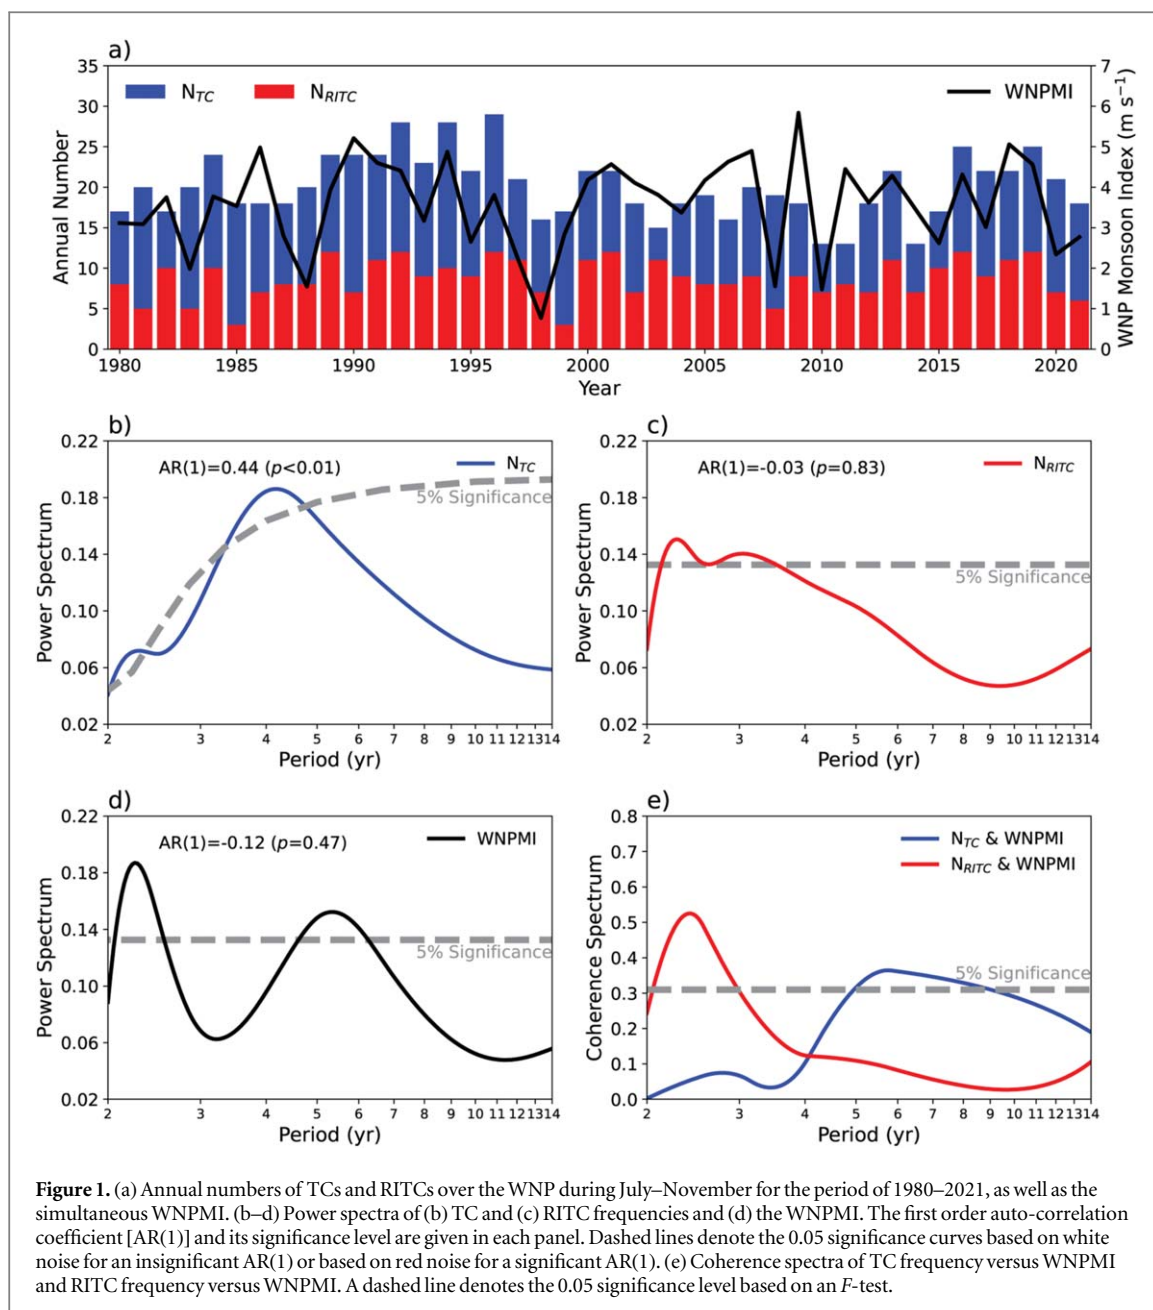 a)
N_TC
N_RITC
WNPMI
35
30
25
20
15
10
5
0
Annual Number
7
6
5
4
3
2
1
0
WNP Monsoon Index (m s⁻¹)
1980 1985 1990 1995 2000 2005 2010 2015 2020
Year
b)
AR(1)=0.44 (p<0.01)
N_TC
5% Significance
0.22
0.18
0.14
0.10
0.06
0.02
Power Spectrum
2 3 4 5 6 7 8 9 10 11 12 13 14
Period (yr)
c)
AR(1)=-0.03 (p=0.83)
N_RITC
5% Significance
0.22
0.18
0.14
0.10
0.06
0.02
Power Spectrum
2 3 4 5 6 7 8 9 10 11 12 13 14
Period (yr)
d)
AR(1)=-0.12 (p=0.47)
WNPMI
5% Significance
0.22
0.18
0.14
0.10
0.06
0.02
Power Spectrum
2 3 4 5 6 7 8 9 10 11 12 13 14
Period (yr)
e)
N_TC & WNPMI
N_RITC & WNPMI
5% Significance
0.8
0.7
0.6
0.5
0.4
0.3
0.2
0.1
0.0
Coherence Spectrum
2 3 4 5 6 7 8 9 10 11 12 13 14
Period (yr)
Figure 1. (a) Annual numbers of TCs and RITCs over the WNP during July–November for the period of 1980–2021, as well as the
simultaneous WNPMI. (b–d) Power spectra of (b) TC and (c) RITC frequencies and (d) the WNPMI. The first order auto-correlation
coefficient [AR(1)] and its significance level are given in each panel. Dashed lines denote the 0.05 significance curves based on white
noise for an insignificant AR(1) or based on red noise for a significant AR(1). (e) Coherence spectra of TC frequency versus WNPMI
and RITC frequency versus WNPMI. A dashed line denotes the 0.05 significance level based on an F-test.